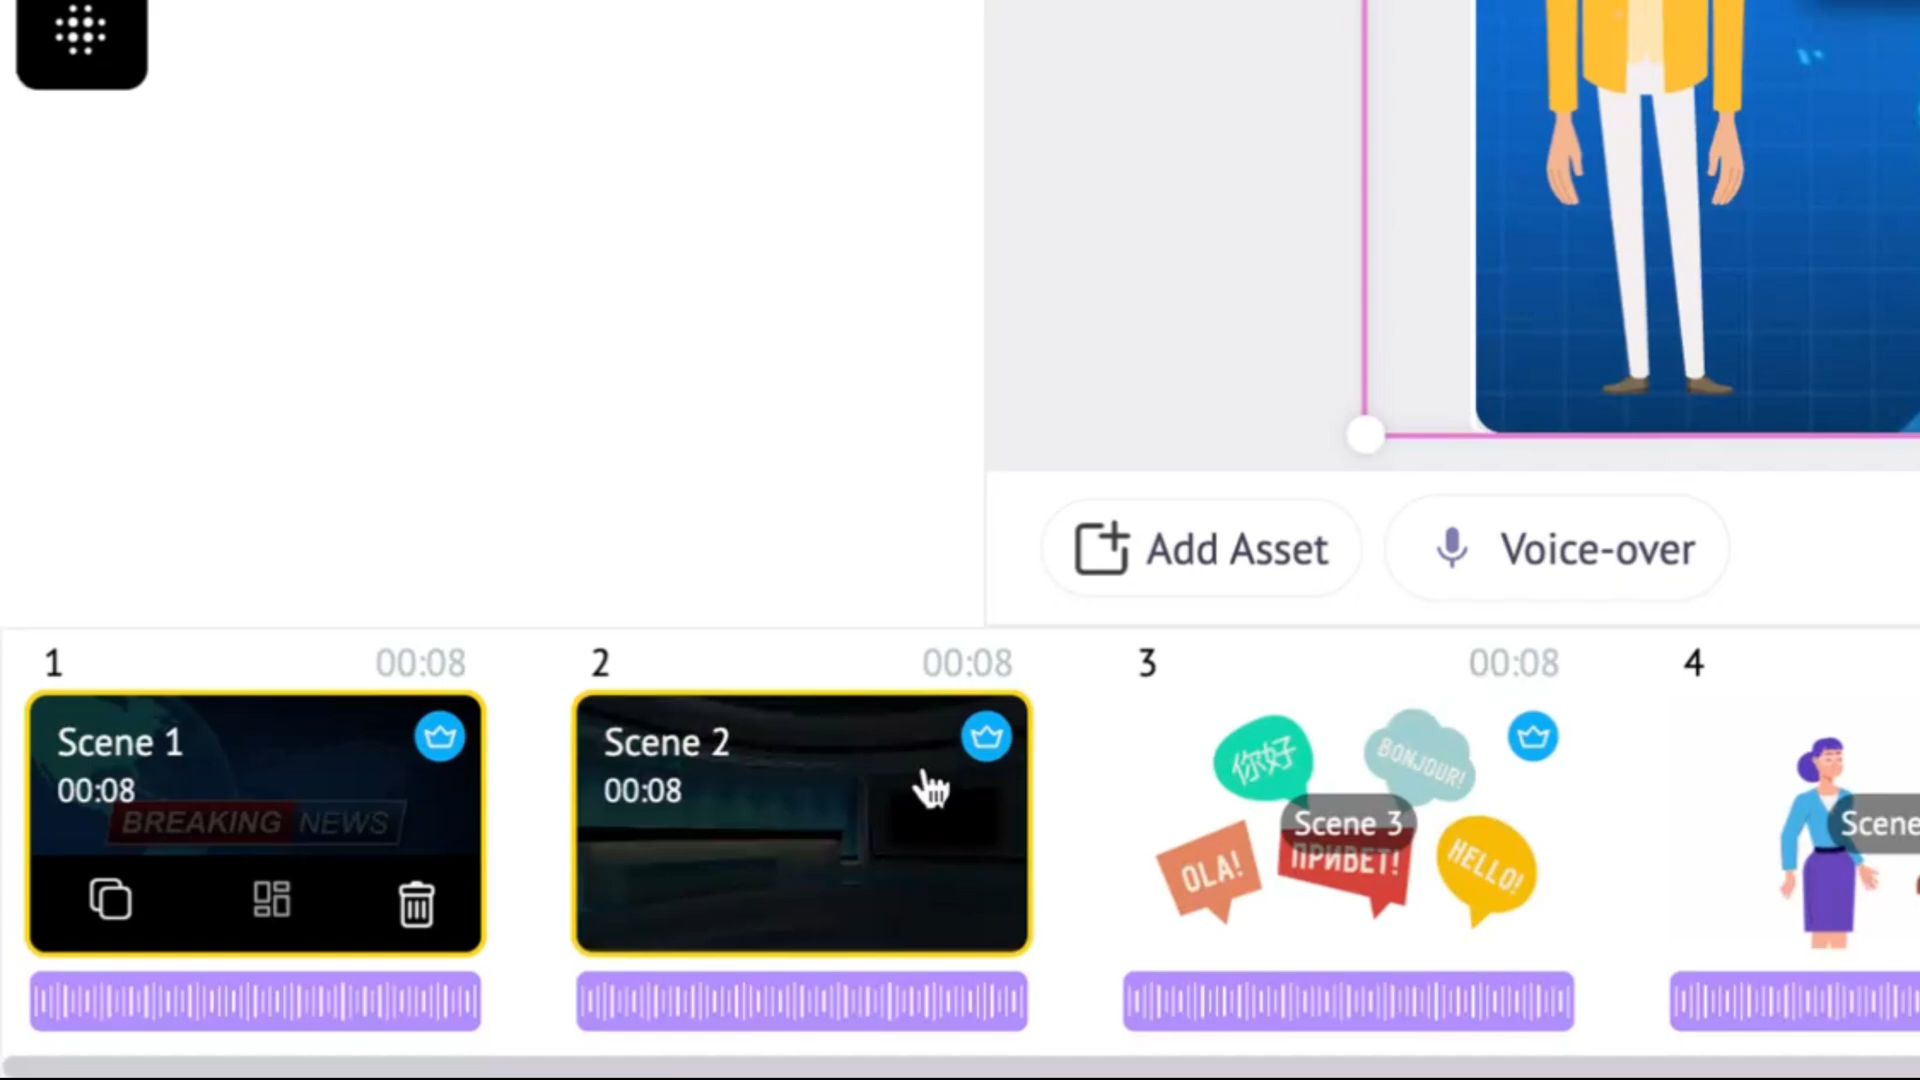 Add Asset
Voice-over
1
00:08
2
00:08
3
00:08
4
Scene 1
00:08
BREAKING NEWS
Scene 2
00:08
你好
BONJOUR!
Scene 3
OLA!
ПРИВЕТ!
HELLO!
Scene